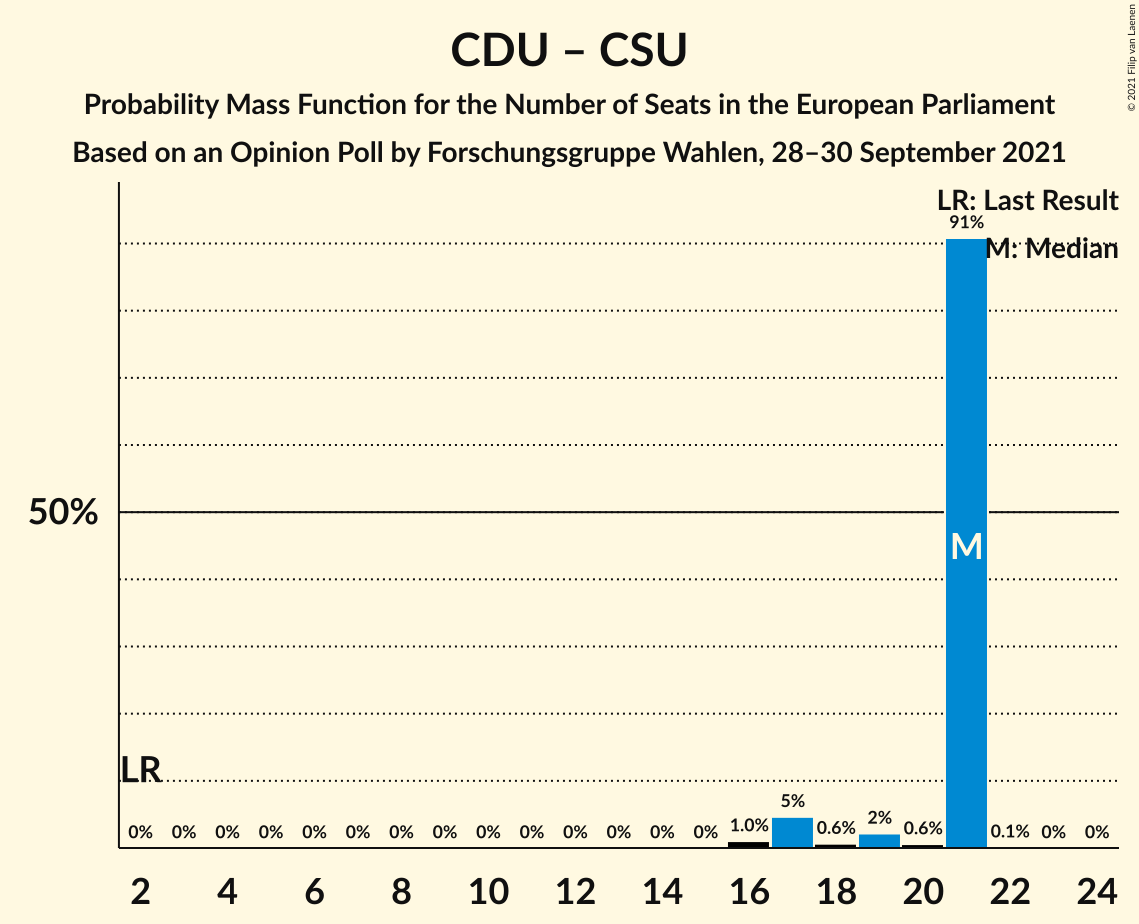 CDU – CSU
Probability Mass Function for the Number of Seats in the European Parliament
Based on an Opinion Poll by Forschungsgruppe Wahlen, 28–30 September 2021
© 2021 Filip van Laenen
LR: Last Result
91%
M: Median
50%
M
LR
0% 0% 0% 0% 0% 0% 0% 0% 0% 0% 0% 0% 0% 0% 1.0% 5% 0.6% 2% 0.6% 0.1% 0% 0%
2 4 6 8 10 12 14 16 18 20 22 24